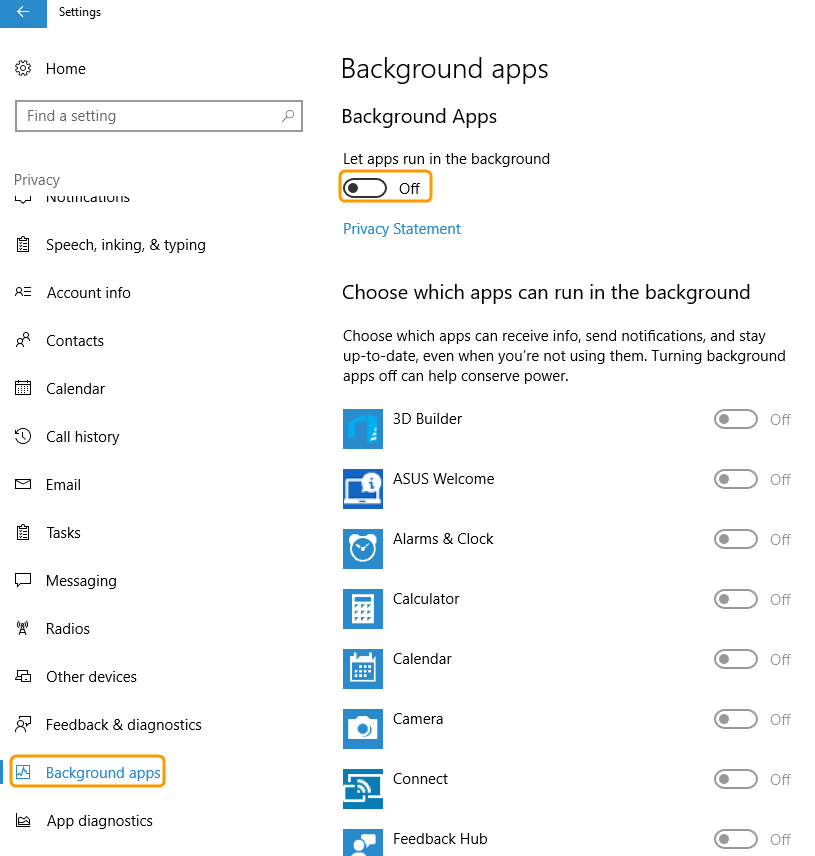 Settings
Home
Find a setting
Privacy
Notifications
Speech, inking, & typing
Account info
Contacts
Calendar
Call history
Email
Tasks
Messaging
Radios
Other devices
Feedback & diagnostics
Background apps
App diagnostics
Background apps
Background Apps
Let apps run in the background
Off
Privacy Statement
Choose which apps can run in the background
Choose which apps can receive info, send notifications, and stay
up-to-date, even when you're not using them. Turning background
apps off can help conserve power.
3D Builder Off
ASUS Welcome Off
Alarms & Clock Off
Calculator Off
Calendar Off
Camera Off
Connect Off
Feedback Hub Off